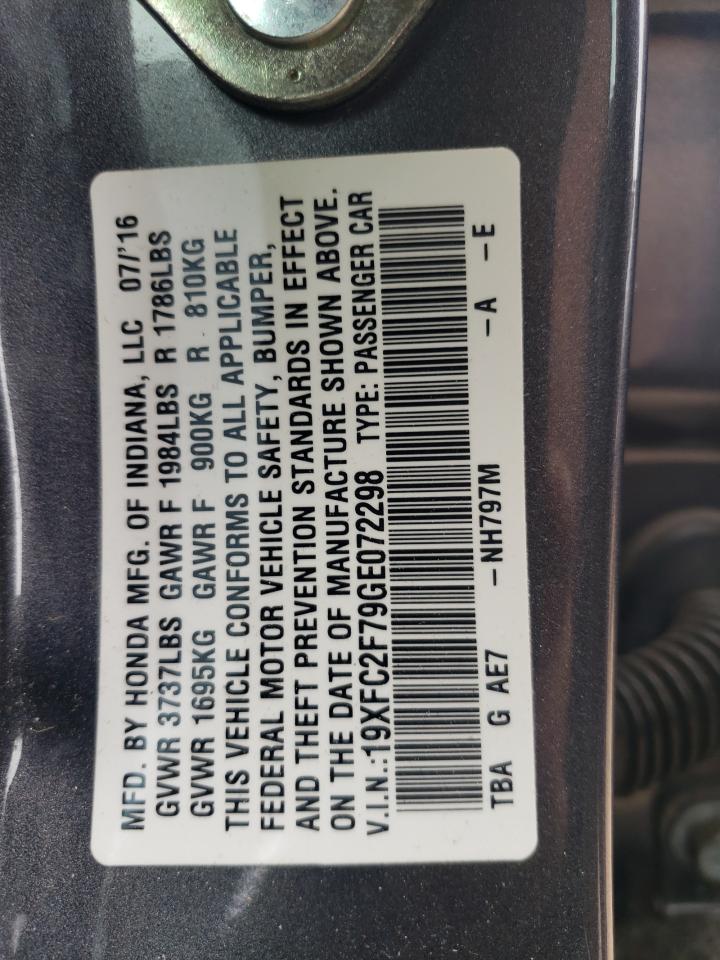 MFD. BY HONDA MFG. OF INDIANA, LLC 07/'16
GVWR 3737LBS GAWR F 1984LBS R 1786LBS
GVWR 1695KG GAWR F 900KG R 810KG
THIS VEHICLE CONFORMS TO ALL APPLICABLE
FEDERAL MOTOR VEHICLE SAFETY, BUMPER,
AND THEFT PREVENTION STANDARDS IN EFFECT
ON THE DATE OF MANUFACTURE SHOWN ABOVE.
V.I.N.:19XFC2F79GE072298 TYPE: PASSENGER CAR
TBA G AE7 -NH797M -A -E